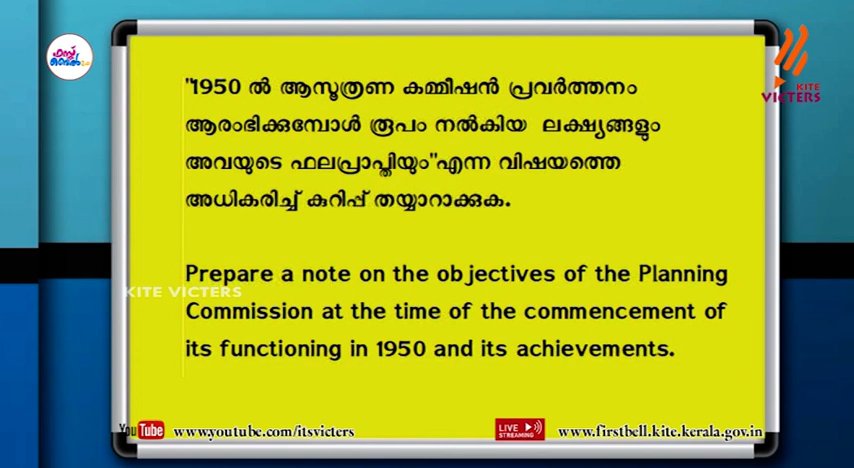 ഫസ്റ്റ്
ബെൽ 2.0
KITE
VICTERS
"1950 ൽ ആസൂത്രണ കമ്മീഷൻ പ്രവർത്തനം
ആരംഭിക്കുമ്പോൾ രൂപം നൽകിയ ലക്ഷ്യങ്ങളും
അവയുടെ ഫലപ്രാപ്തിയും"എന്ന വിഷയത്തെ
അധികരിച്ച് കുറിപ്പ് തയ്യാറാക്കുക.
Prepare a note on the objectives of the Planning
KITE VICTERS
Commission at the time of the commencement of
its functioning in 1950 and its achievements.
YouTube www.youtube.com/itsvicters
LIVE
STREAMING
www.firstbell.kite.kerala.gov.in